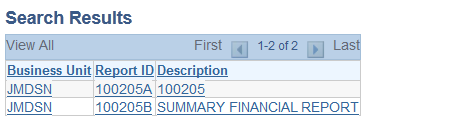 Search Results
View All First 1-2 of 2 Last
Business Unit Report ID Description
JMDSN 100205A 100205
JMDSN 100205B SUMMARY FINANCIAL REPORT